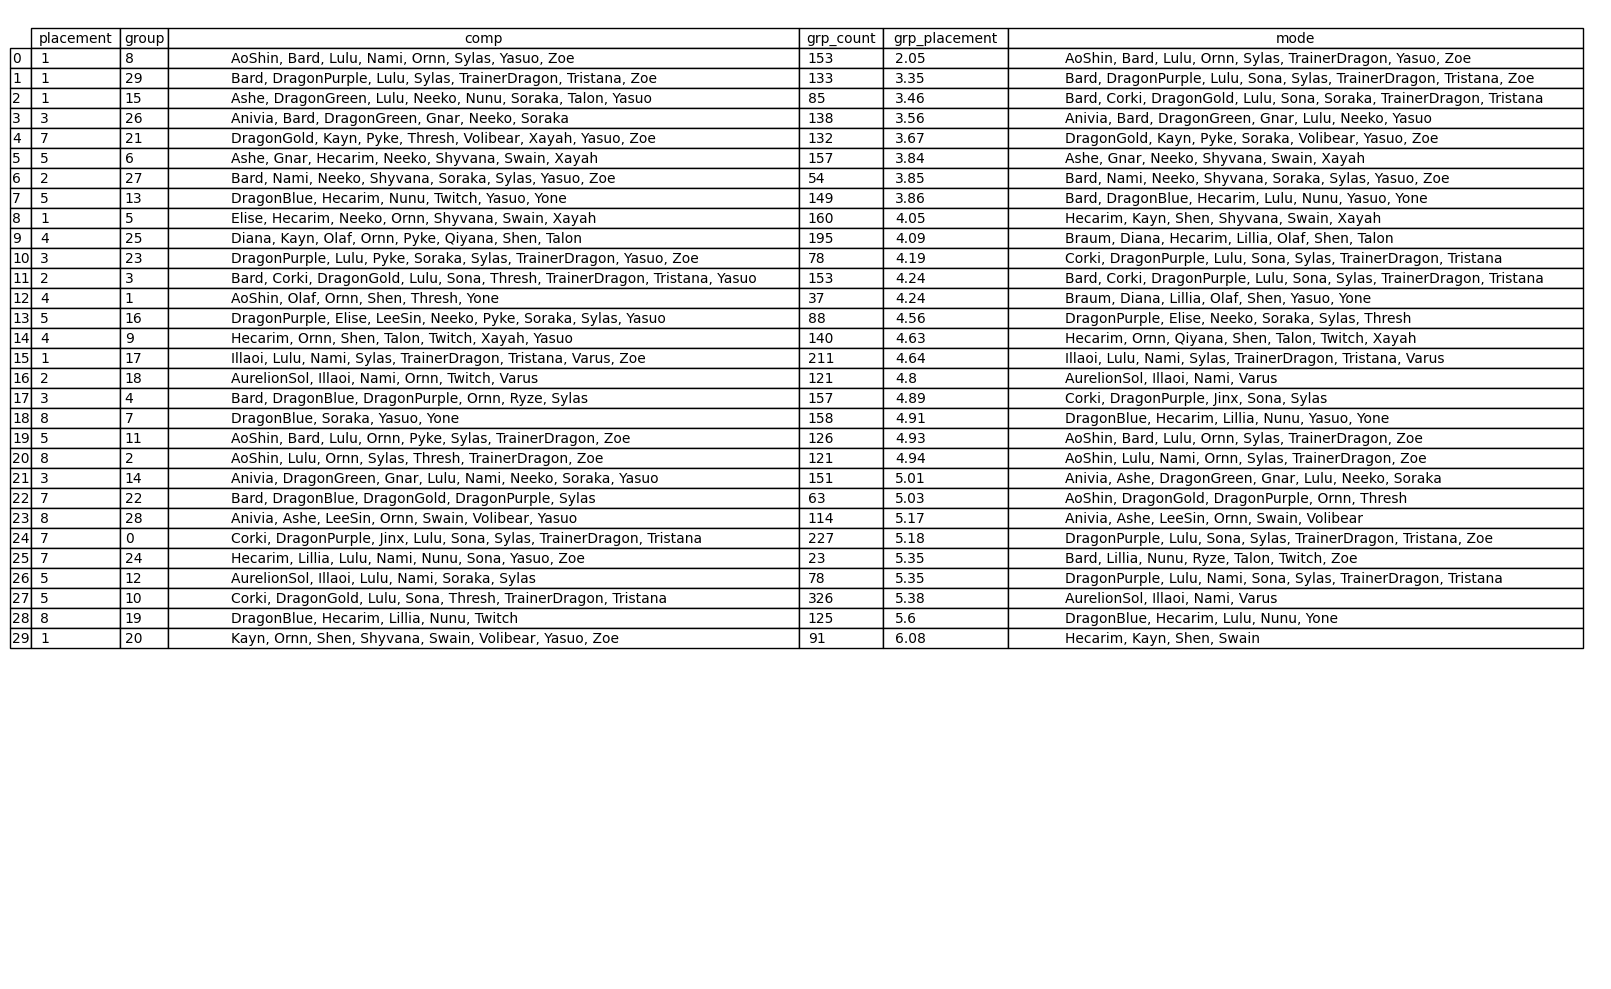 placement group comp grp_count grp_placement mode
0 1 8 AoShin, Bard, Lulu, Nami, Ornn, Sylas, Yasuo, Zoe 153 2.05 AoShin, Bard, Lulu, Ornn, Sylas, TrainerDragon, Yasuo, Zoe
1 1 29 Bard, DragonPurple, Lulu, Sylas, TrainerDragon, Tristana, Zoe 133 3.35 Bard, DragonPurple, Lulu, Sona, Sylas, TrainerDragon, Tristana, Zoe
2 1 15 Ashe, DragonGreen, Lulu, Neeko, Nunu, Soraka, Talon, Yasuo 85 3.46 Bard, Corki, DragonGold, Lulu, Sona, Soraka, TrainerDragon, Tristana
3 3 26 Anivia, Bard, DragonGreen, Gnar, Neeko, Soraka 138 3.56 Anivia, Bard, DragonGreen, Gnar, Lulu, Neeko, Yasuo
4 7 21 DragonGold, Kayn, Pyke, Thresh, Volibear, Xayah, Yasuo, Zoe 132 3.67 DragonGold, Kayn, Pyke, Soraka, Volibear, Yasuo, Zoe
5 5 6 Ashe, Gnar, Hecarim, Neeko, Shyvana, Swain, Xayah 157 3.84 Ashe, Gnar, Neeko, Shyvana, Swain, Xayah
6 2 27 Bard, Nami, Neeko, Shyvana, Soraka, Sylas, Yasuo, Zoe 54 3.85 Bard, Nami, Neeko, Shyvana, Soraka, Sylas, Yasuo, Zoe
7 5 13 DragonBlue, Hecarim, Nunu, Twitch, Yasuo, Yone 149 3.86 Bard, DragonBlue, Hecarim, Lulu, Nunu, Yasuo, Yone
8 1 5 Elise, Hecarim, Neeko, Ornn, Shyvana, Swain, Xayah 160 4.05 Hecarim, Kayn, Shen, Shyvana, Swain, Xayah
9 4 25 Diana, Kayn, Olaf, Ornn, Pyke, Qiyana, Shen, Talon 195 4.09 Braum, Diana, Hecarim, Lillia, Olaf, Shen, Talon
10 3 23 DragonPurple, Lulu, Pyke, Soraka, Sylas, TrainerDragon, Yasuo, Zoe 78 4.19 Corki, DragonPurple, Lulu, Sona, Sylas, TrainerDragon, Tristana
11 2 3 Bard, Corki, DragonGold, Lulu, Sona, Thresh, TrainerDragon, Tristana, Yasuo 153 4.24 Bard, Corki, DragonPurple, Lulu, Sona, Sylas, TrainerDragon, Tristana
12 4 1 AoShin, Olaf, Ornn, Shen, Thresh, Yone 37 4.24 Braum, Diana, Lillia, Olaf, Shen, Yasuo, Yone
13 5 16 DragonPurple, Elise, LeeSin, Neeko, Pyke, Soraka, Sylas, Yasuo 88 4.56 DragonPurple, Elise, Neeko, Soraka, Sylas, Thresh
14 4 9 Hecarim, Ornn, Shen, Talon, Twitch, Xayah, Yasuo 140 4.63 Hecarim, Ornn, Qiyana, Shen, Talon, Twitch, Xayah
15 1 17 Illaoi, Lulu, Nami, Sylas, TrainerDragon, Tristana, Varus, Zoe 211 4.64 Illaoi, Lulu, Nami, Sylas, TrainerDragon, Tristana, Varus
16 2 18 AurelionSol, Illaoi, Nami, Ornn, Twitch, Varus 121 4.8 AurelionSol, Illaoi, Nami, Varus
17 3 4 Bard, DragonBlue, DragonPurple, Ornn, Ryze, Sylas 157 4.89 Corki, DragonPurple, Jinx, Sona, Sylas
18 8 7 DragonBlue, Soraka, Yasuo, Yone 158 4.91 DragonBlue, Hecarim, Lillia, Nunu, Yasuo, Yone
19 5 11 AoShin, Bard, Lulu, Ornn, Pyke, Sylas, TrainerDragon, Zoe 126 4.93 AoShin, Bard, Lulu, Ornn, Sylas, TrainerDragon, Zoe
20 8 2 AoShin, Lulu, Ornn, Sylas, Thresh, TrainerDragon, Zoe 121 4.94 AoShin, Lulu, Nami, Ornn, Sylas, TrainerDragon, Zoe
21 3 14 Anivia, DragonGreen, Gnar, Lulu, Nami, Neeko, Soraka, Yasuo 151 5.01 Anivia, Ashe, DragonGreen, Gnar, Lulu, Neeko, Soraka
22 7 22 Bard, DragonBlue, DragonGold, DragonPurple, Sylas 63 5.03 AoShin, DragonGold, DragonPurple, Ornn, Thresh
23 8 28 Anivia, Ashe, LeeSin, Ornn, Swain, Volibear, Yasuo 114 5.17 Anivia, Ashe, LeeSin, Ornn, Swain, Volibear
24 7 0 Corki, DragonPurple, Jinx, Lulu, Sona, Sylas, TrainerDragon, Tristana 227 5.18 DragonPurple, Lulu, Sona, Sylas, TrainerDragon, Tristana, Zoe
25 7 24 Hecarim, Lillia, Lulu, Nami, Nunu, Sona, Yasuo, Zoe 23 5.35 Bard, Lillia, Nunu, Ryze, Talon, Twitch, Zoe
26 5 12 AurelionSol, Illaoi, Lulu, Nami, Soraka, Sylas 78 5.35 DragonPurple, Lulu, Nami, Sona, Sylas, TrainerDragon, Tristana
27 5 10 Corki, DragonGold, Lulu, Sona, Thresh, TrainerDragon, Tristana 326 5.38 AurelionSol, Illaoi, Nami, Varus
28 8 19 DragonBlue, Hecarim, Lillia, Nunu, Twitch 125 5.6 DragonBlue, Hecarim, Lulu, Nunu, Yone
29 1 20 Kayn, Ornn, Shen, Shyvana, Swain, Volibear, Yasuo, Zoe 91 6.08 Hecarim, Kayn, Shen, Swain